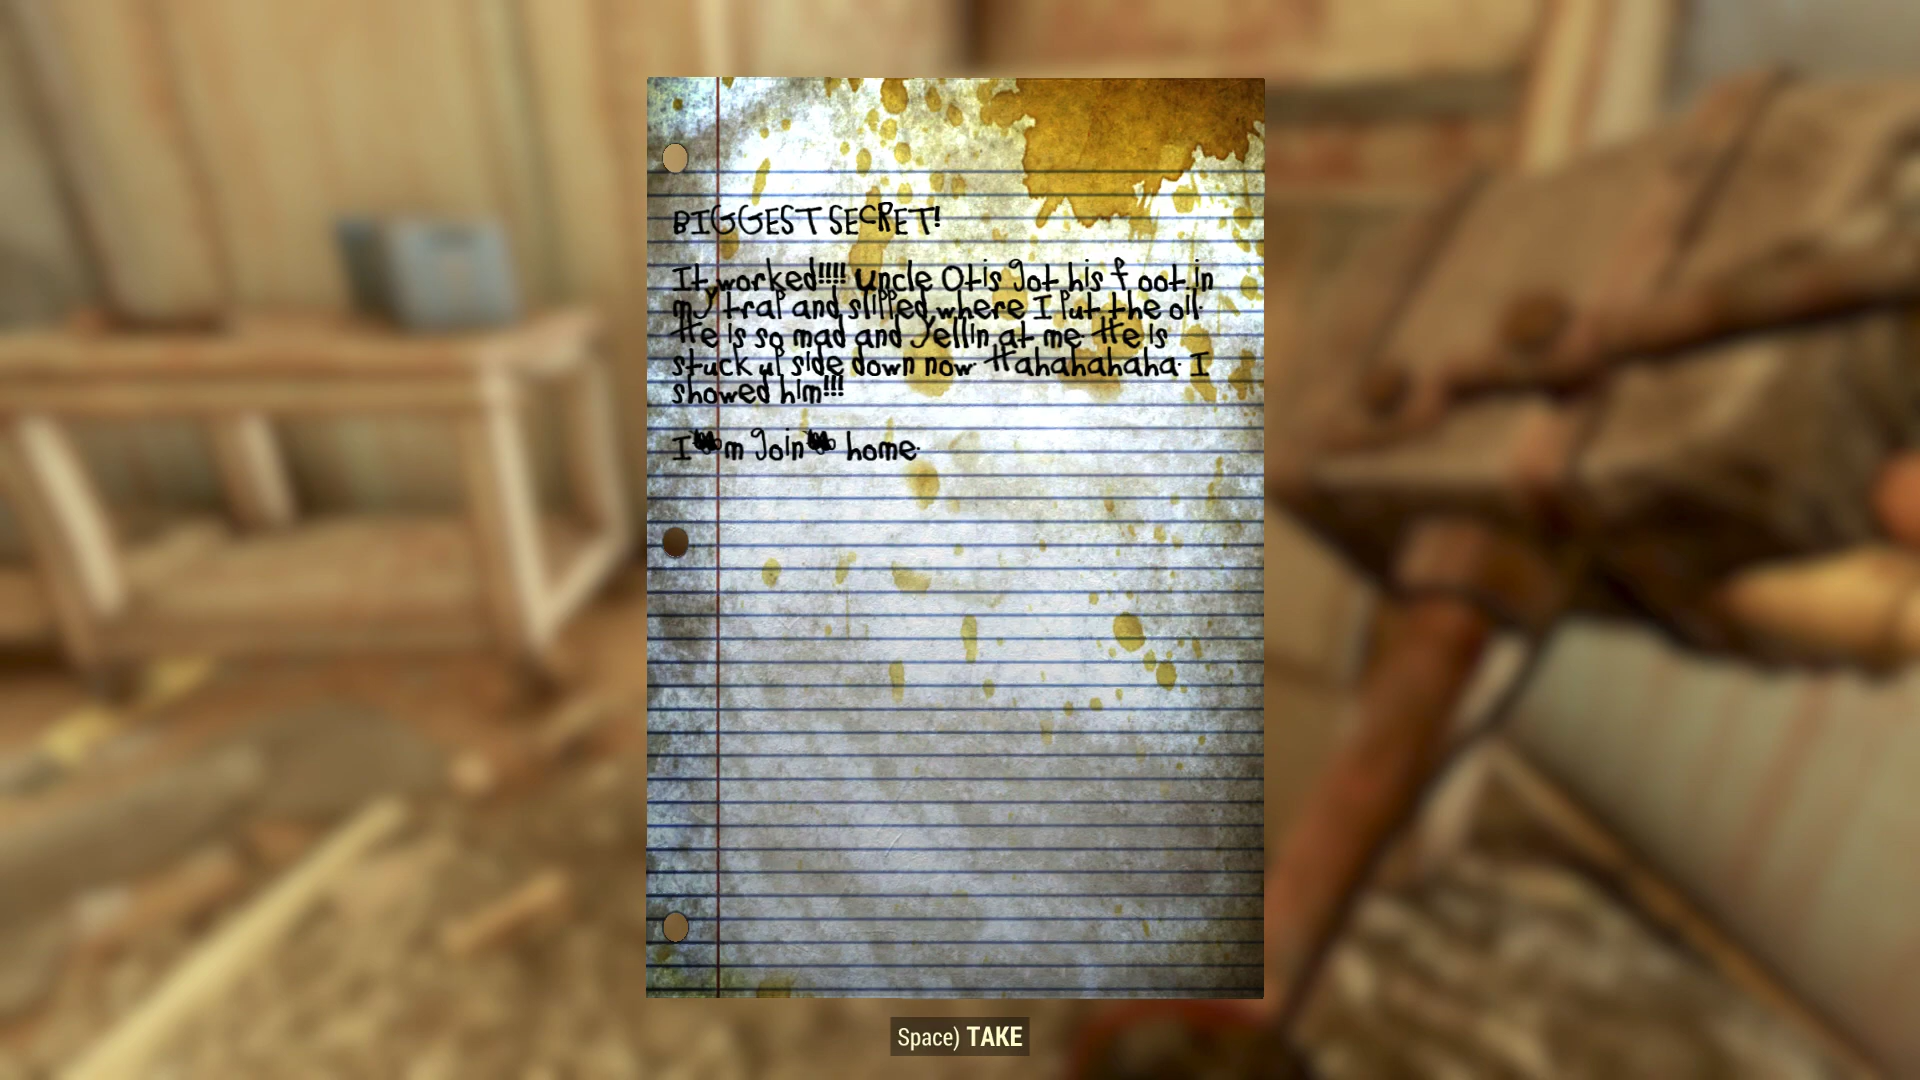 BIGGEST SECRET!
It worked!!!! Uncle Otis got his foot in
my trap and slipped where I put the oil.
He is so mad and yellin at me. He is
stuck up side down now. Hahahahaha. I
showed him!!!
I m goin home.
Space) TAKE